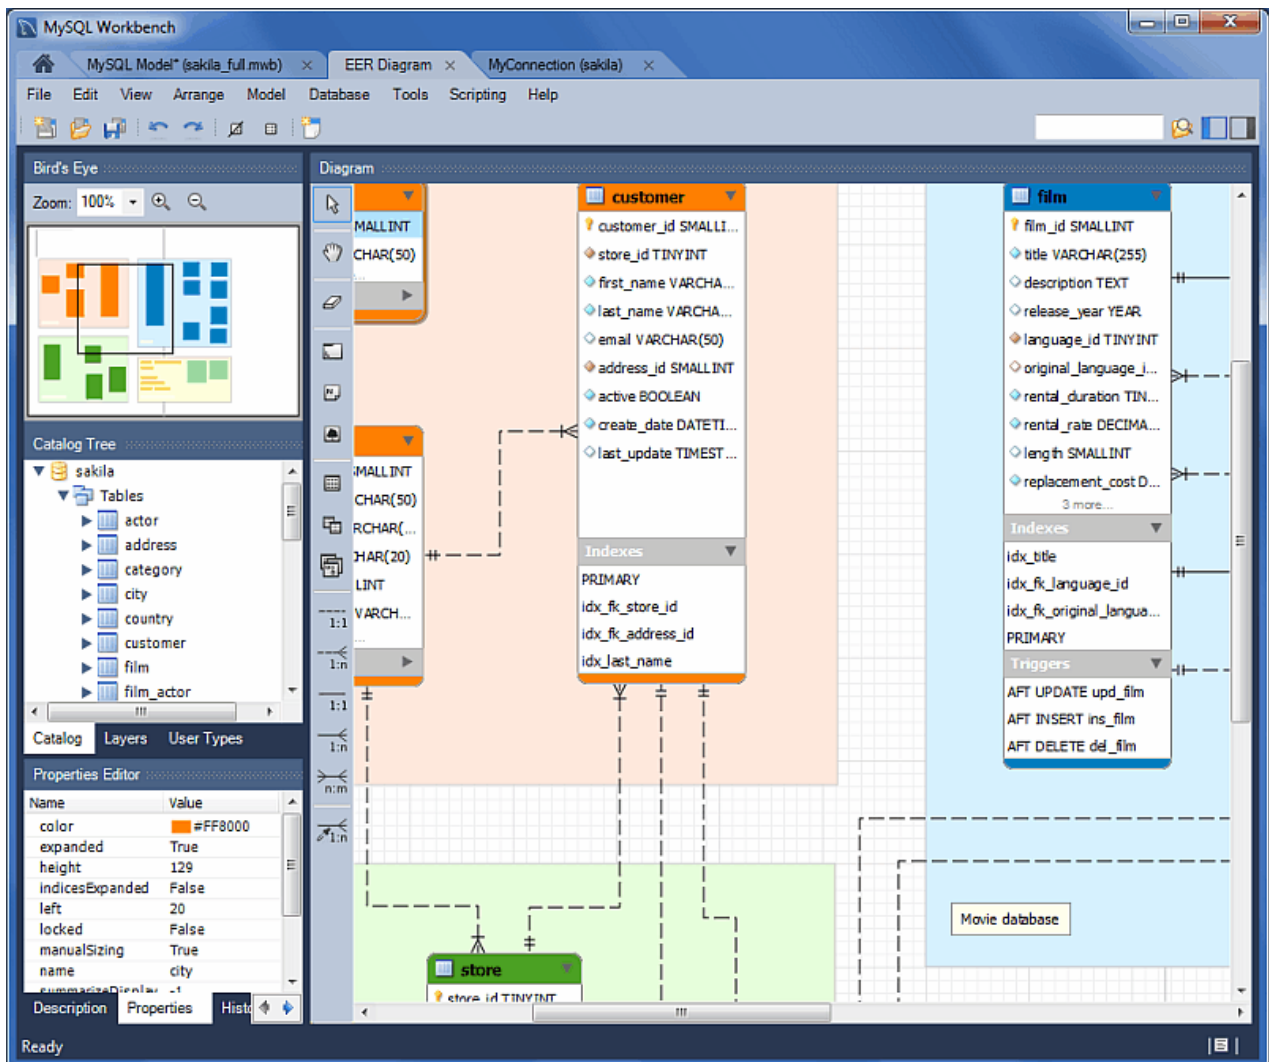 MySQL Workbench
MySQL Model* (sakila_full.mwb)
EER Diagram
MyConnection (sakila)
File Edit View Arrange Model Database Tools Scripting Help
Bird's Eye
Zoom: 100%
Catalog Tree
sakila
Tables
actor
address
category
city
country
customer
film
film_actor
Catalog Layers User Types
Properties Editor
Name Value
color #FF8000
expanded True
height 129
indicesExpanded False
left 20
locked False
manualSizing True
name city
summarizeDisplay -1
Description Properties Histo
Diagram
1:1
1:n
1:1
1:n
n:m
1:n
MALLINT
CHAR(50)
...
SMALLINT
CHAR(50)
RCHAR(...
HAR(20)
LINT
VARCH...
...
customer
customer_id SMALLI...
store_id TINYINT
first_name VARCHA...
last_name VARCHA...
email VARCHAR(50)
address_id SMALLINT
active BOOLEAN
create_date DATETI...
last_update TIMEST...
Indexes
PRIMARY
idx_fk_store_id
idx_fk_address_id
idx_last_name
store
store_id TINYINT
film
film_id SMALLINT
title VARCHAR(255)
description TEXT
release_year YEAR
language_id TINYINT
original_language_i...
rental_duration TIN...
rental_rate DECIMA...
length SMALLINT
replacement_cost D...
3 more...
Indexes
idx_title
idx_fk_language_id
idx_fk_original_langua...
PRIMARY
Triggers
AFT UPDATE upd_film
AFT INSERT ins_film
AFT DELETE del_film
Movie database
Ready